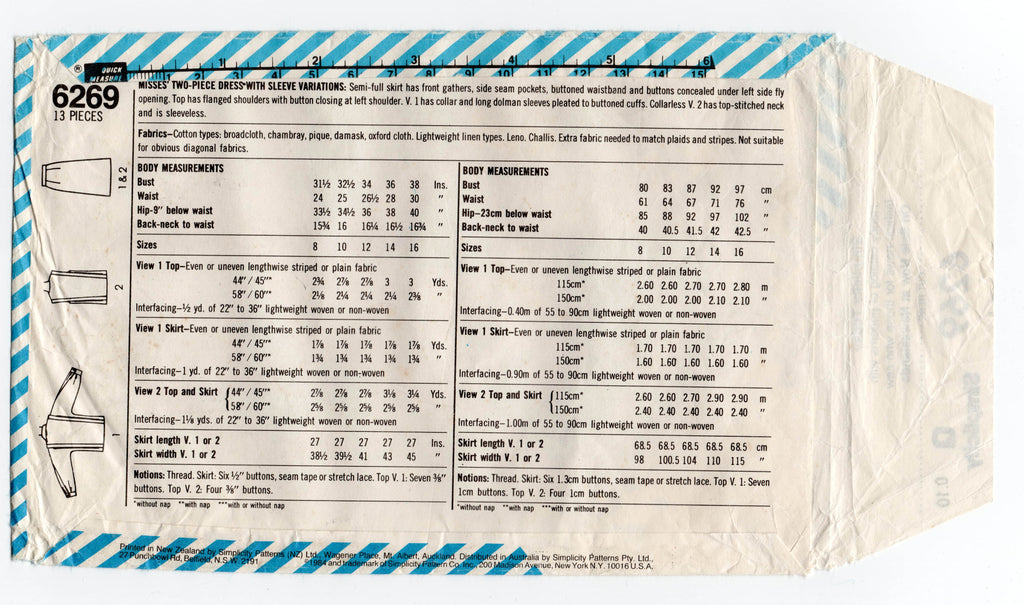 ® QUICK MEASURE 1 2 3 4 5 6
1 2 3 4 5 6 7 8 9 10 11 12 13 14 15
6269
13 PIECES
MISSES' TWO-PIECE DRESS*WITH SLEEVE VARIATIONS: Semi-full skirt has front gathers, side seam pockets, buttoned waistband and buttons concealed under left side fly
opening. Top has flanged shoulders with button closing at left shoulder. V. 1 has collar and long dolman sleeves pleated to buttoned cuffs. Collarless V. 2 has top-stitched neck
and is sleeveless.
Fabrics–Cotton types: broadcloth, chambray, pique, damask, oxford cloth. Lightweight linen types. Leno. Challis. Extra fabric needed to match plaids and stripes. Not suitable
for obvious diagonal fabrics.
1 & 2
2
1
BODY MEASUREMENTS
Bust 31½ 32½ 34 36 38 Ins.
Waist 24 25 26½ 28 30 "
Hip-9" below waist 33½ 34½ 36 38 40 "
Back-neck to waist 15¾ 16 16¼ 16½ 16¾ "
Sizes 8 10 12 14 16
View 1 Top–Even or uneven lengthwise striped or plain fabric
44" / 45"* 2¾ 2⅞ 2⅞ 3 3 Yds.
58" / 60"* 2⅛ 2¼ 2¼ 2¼ 2⅜ "
Interfacing–½ yd. of 22" to 36" lightweight woven or non-woven
View 1 Skirt–Even or uneven lengthwise striped or plain fabric
44" / 45"* 1⅞ 1⅞ 1⅞ 1⅞ 1⅞ Yds.
58" / 60"* 1¾ 1¾ 1¾ 1¾ 1¾ "
Interfacing–1 yd. of 22" to 36" lightweight woven or non-woven
View 2 Top and Skirt {44" / 45"* 2⅞ 2⅞ 2⅞ 3⅛ 3¼ Yds.
58" / 60"* 2⅝ 2⅝ 2⅝ 2⅝ 2⅝ "
Interfacing–1⅛ yds. of 22" to 36" lightweight woven or non-woven
Skirt length V. 1 or 2 27 27 27 27 27 Ins.
Skirt width V. 1 or 2 38½ 39½ 41 43 45 "
Notions: Thread. Skirt: Six ½" buttons, seam tape or stretch lace. Top V. 1: Seven ⅜"
buttons. Top V. 2: Four ⅜" buttons.
*without nap **with nap ***with or without nap
BODY MEASUREMENTS
Bust 80 83 87 92 97 cm
Waist 61 64 67 71 76 "
Hip–23cm below waist 85 88 92 97 102 "
Back-neck to waist 40 40.5 41.5 42 42.5 "
Sizes 8 10 12 14 16
View 1 Top–Even or uneven lengthwise striped or plain fabric
115cm* 2.60 2.60 2.70 2.70 2.80 m
150cm* 2.00 2.00 2.00 2.10 2.10 "
Interfacing–0.40m of 55 to 90cm lightweight woven or non-woven
View 1 Skirt–Even or uneven lengthwise striped or plain fabric
115cm* 1.70 1.70 1.70 1.70 1.70 m
150cm* 1.60 1.60 1.60 1.60 1.60 "
Interfacing–0.90m of 55 to 90cm lightweight woven or non-woven
View 2 Top and Skirt {115cm* 2.60 2.60 2.70 2.90 2.90 m
150cm* 2.40 2.40 2.40 2.40 2.40 "
Interfacing–1.00m of 55 to 90cm lightweight woven or non-woven
Skirt length V. 1 or 2 68.5 68.5 68.5 68.5 68.5 cm
Skirt width V. 1 or 2 98 100.5 104 110 115 "
Notions: Thread. Skirt: Six 1.3cm buttons, seam tape or stretch lace. Top V. 1: Seven
1cm buttons. Top V. 2: Four 1cm buttons.
*without nap **with nap ***with or without nap
Printed in New Zealand by Simplicity Patterns (NZ) Ltd., Wagener Place, Mt. Albert, Auckland. Distributed in Australia by Simplicity Patterns Pty. Ltd.,
27 Punchbowl Rd, Belfield, N.S.W. 2191. ©1984 and trademark of Simplicity Pattern Co. Inc., 200 Madison Avenue, New York N.Y. 10016 U.S.A.
Simplicity
0.10